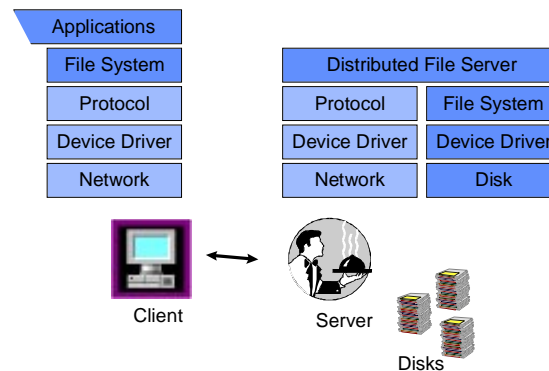 Applications
File System
Protocol
Device Driver
Network
Distributed File Server
Protocol
File System
Device Driver
Device Driver
Network
Disk
Client
Server
Disks